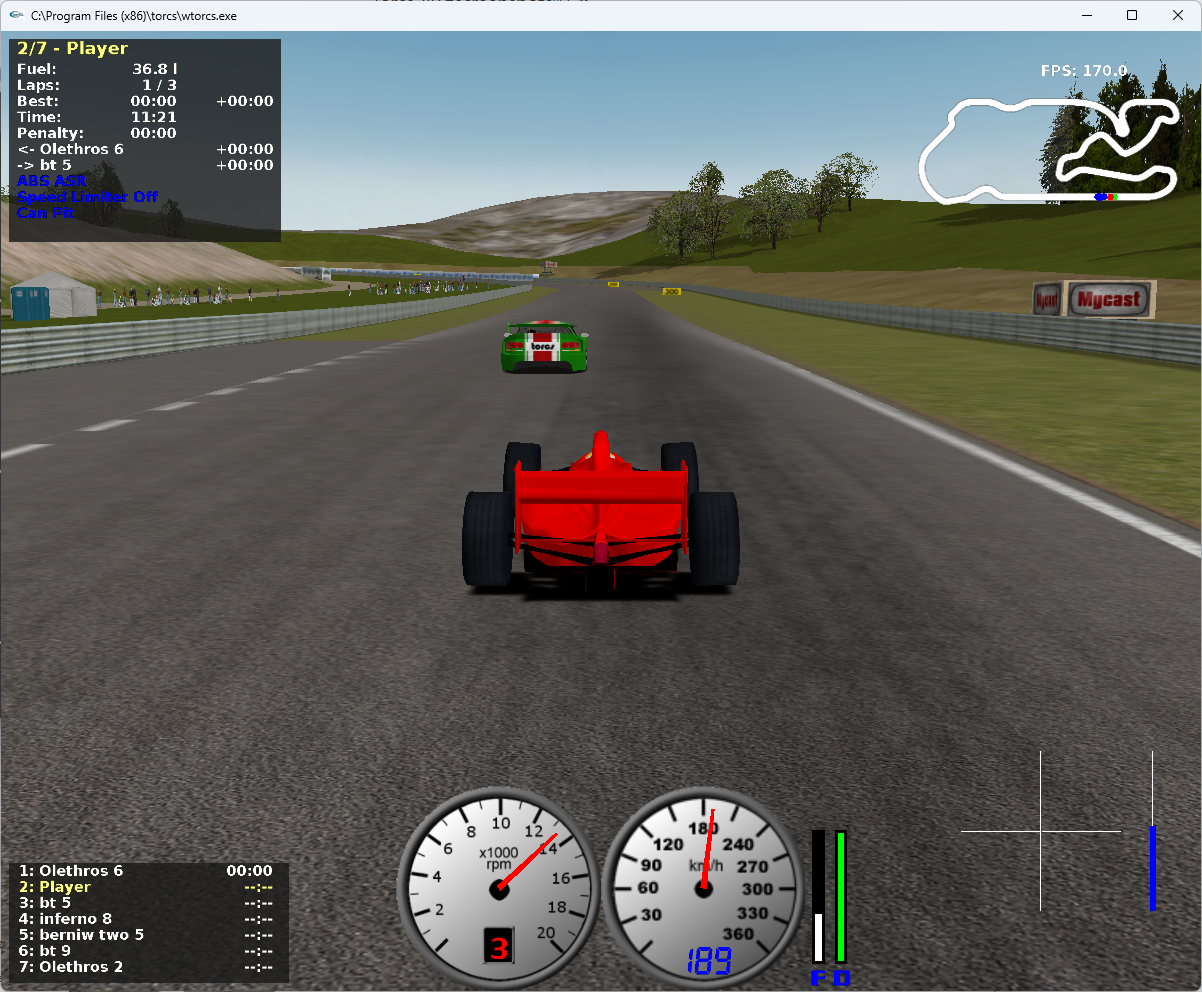 C:\Program Files (x86)\torcs\wtorcs.exe
2/7 - Player
Fuel: 36.8 l
Laps: 1 / 3
Best: 00:00 +00:00
Time: 11:21
Penalty: 00:00
<- Olethros 6 +00:00
-> bt 5 +00:00
ABS ASR
Speed Limiter Off
Can Pit
FPS: 170.0
300
Mycast
Mycast
torcs
2 4 6 8 10 12 14 16 18 20
x1000
rpm
3
30 60 90 120 180 240 270 300 330 360
km/h
189
F O
1: Olethros 6 00:00
2: Player --:--
3: bt 5 --:--
4: inferno 8 --:--
5: berniw two 5 --:--
6: bt 9 --:--
7: Olethros 2 --:--